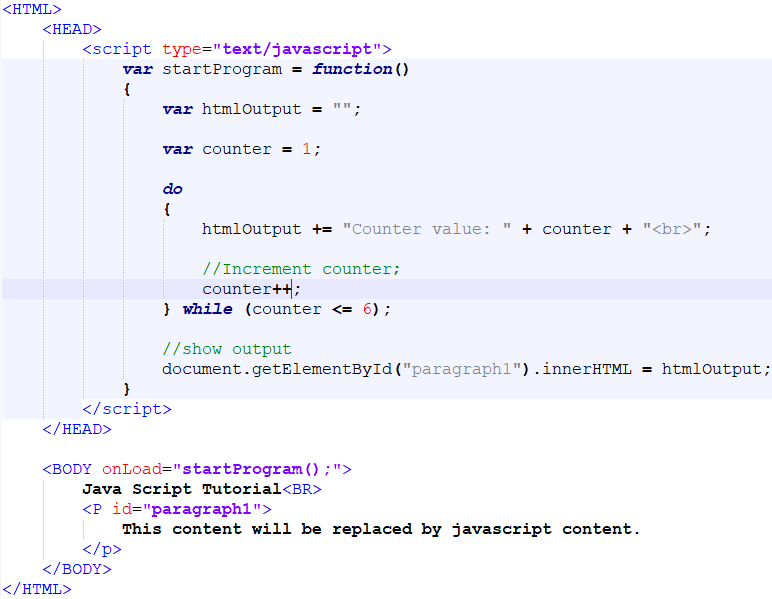 <HTML>
<HEAD>
<script type="text/javascript">
var startProgram = function()
{
var htmlOutput = "";
var counter = 1;
do
{
htmlOutput += "Counter value: " + counter + "<br>";
//Increment counter;
counter++;
} while (counter <= 6);
//show output
document.getElementById("paragraph1").innerHTML = htmlOutput;
}
</script>
</HEAD>
<BODY onLoad="startProgram();">
Java Script Tutorial<BR>
<P id="paragraph1">
This content will be replaced by javascript content.
</p>
</BODY>
</HTML>